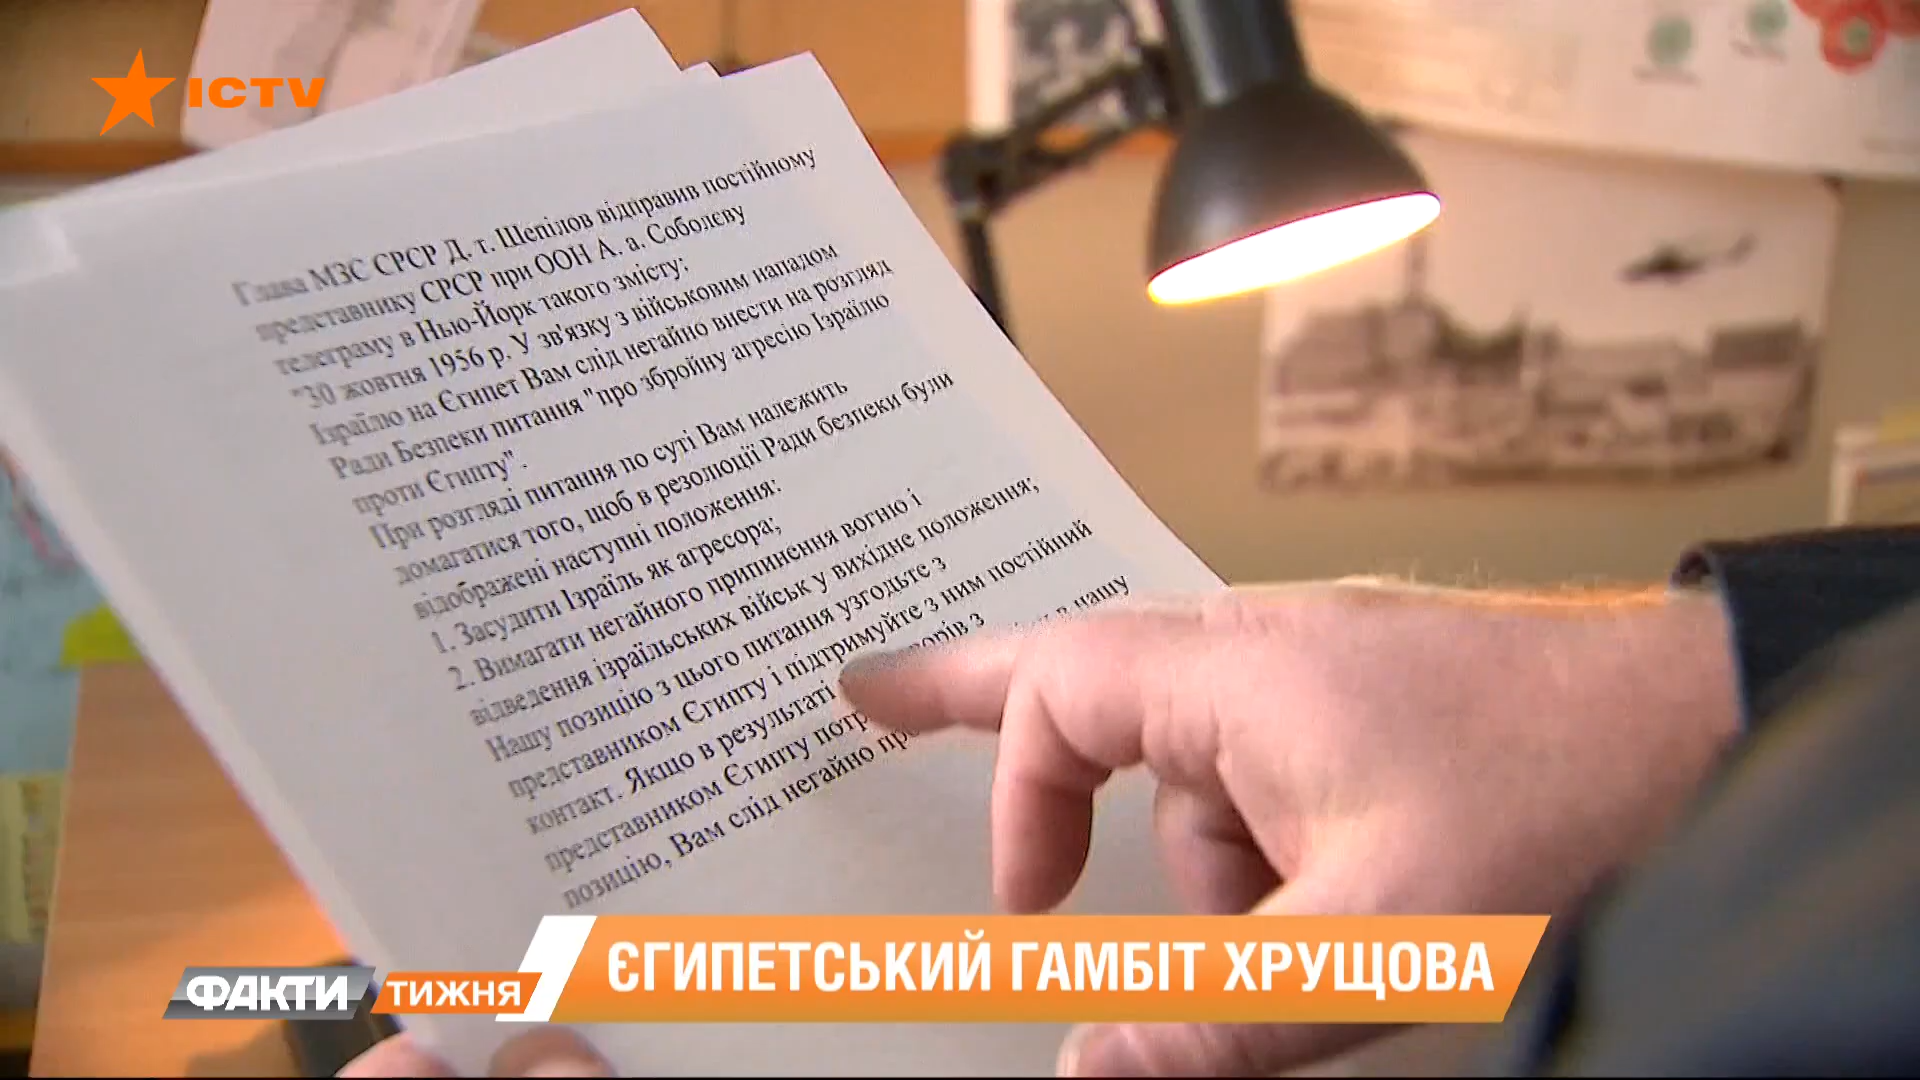 ICTV
Глава МЗС СРСР Д. т. Шепілов відправив постійному
представнику СРСР при ООН А. а. Соболєву
телеграму в Нью-Йорк такого змісту;
"30 жовтня 1956 р. У зв'язку з військовим нападом
Ізраїлю на Єгипет Вам слід негайно внести на розгляд
Ради Безпеки питання "про збройну агресію Ізраїлю
проти Єгипту".
При розгляді питання по суті Вам належить
домагатися того, щоб в резолюції Ради безпеки були
відображені наступні положення:
1. Засудити Ізраїль як агресора;
2. Вимагати негайного припинення вогню і
відведення ізраїльських військ у вихідне положення;
Нашу позицію з цього питання узгодьте з
представником Єгипту і підтримуйте з ним постійний
контакт. Якщо в результаті з
представником Єгипту в нашу
позицію, Вам слід негайно
ЄГИПЕТСЬКИЙ ГАМБІТ ХРУЩОВА
ФАКТИ ТИЖНЯ